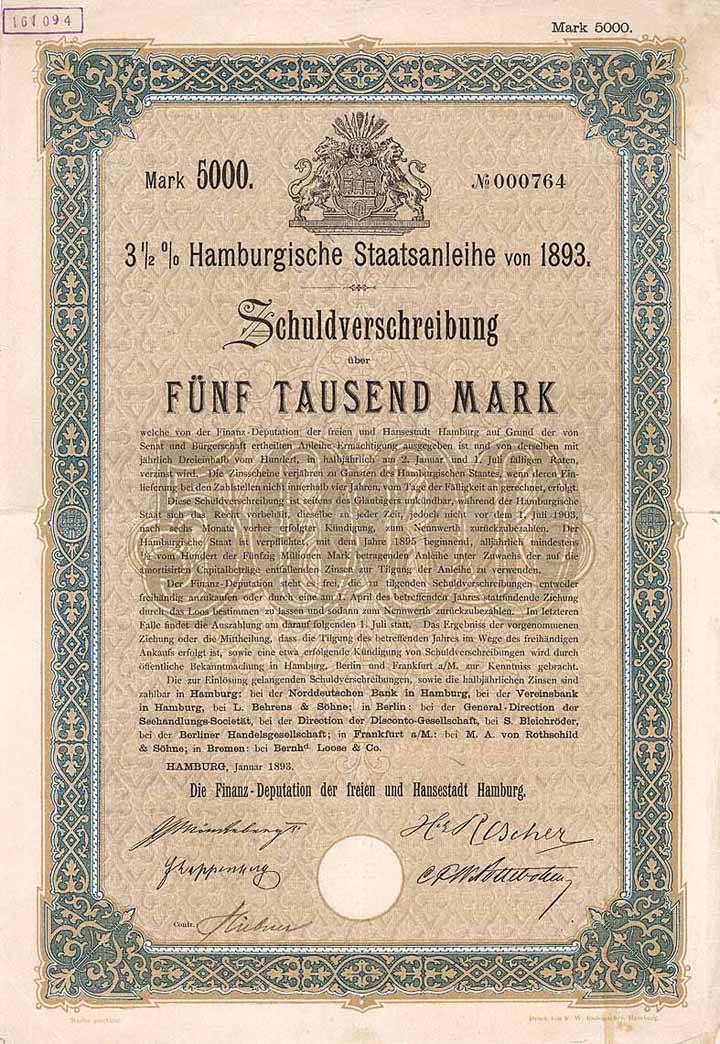 161094
Mark 5000.
Mark 5000.
№ 000764
3½% Hamburgische Staatsanleihe von 1893.
Schuldverschreibung
über
FÜNF TAUSEND MARK
welche von der Finanz-Deputation der freien und Hansestadt Hamburg auf Grund der von
Senat und Bürgerschaft ertheilten Anleihe-Ermächtigung ausgegeben ist und von derselben mit
jährlich Dreieinhalb vom Hundert, in halbjährlich am 2. Januar und 1. Juli fälligen Raten,
verzinst wird. Die Zinsscheine verjähren zu Gunsten des Hamburgischen Staates, wenn deren Ein-
lieferung bei den Zahlstellen nicht innerhalb vier Jahren, vom Tage der Fälligkeit an gerechnet, erfolgt.
Diese Schuldverschreibung ist seitens des Gläubigers unkündbar, während der Hamburgische
Staat sich das Recht vorbehält, dieselbe zu jeder Zeit, jedoch nicht vor dem 1. Juli 1903,
nach sechs Monate vorher erfolgter Kündigung, zum Nennwerth zurückzubezahlen. Der
Hamburgische Staat ist verpflichtet, mit dem Jahre 1895 beginnend, alljährlich mindestens
½ vom Hundert der Fünfzig Millionen Mark betragenden Anleihe unter Zuwachs der auf die
amortisirten Capitalbeträge entfallenden Zinsen zur Tilgung der Anleihe zu verwenden.
Der Finanz-Deputation steht es frei, die zu tilgenden Schuldverschreibungen entweder
freihändig anzukaufen oder durch eine am 1. April des betreffenden Jahres stattfindende Ziehung
durch das Loos bestimmen zu lassen und sodann zum Nennwerth zurückzubezahlen. Im letzteren
Falle findet die Auszahlung am darauf folgenden 1. Juli statt. Das Ergebniss der vorgenommenen
Ziehung oder die Mittheilung, dass die Tilgung des betreffenden Jahres im Wege des freihändigen
Ankaufs erfolgt ist, sowie eine etwa erfolgende Kündigung von Schuldverschreibungen wird durch
öffentliche Bekanntmachung in Hamburg, Berlin und Frankfurt a/M. zur Kenntniss gebracht.
Die zur Einlösung gelangenden Schuldverschreibungen, sowie die halbjährlichen Zinsen sind
zahlbar in Hamburg: bei der Norddeutschen Bank in Hamburg, bei der Vereinsbank
in Hamburg, bei L. Behrens & Söhne; in Berlin: bei der General-Direction der
Seehandlungs-Societät, bei der Direction der Disconto-Gesellschaft, bei S. Bleichröder,
bei der Berliner Handelsgesellschaft; in Frankfurt a/M.: bei M. A. von Rothschild
& Söhne; in Bremen: bei Bernhd. Loose & Co.
HAMBURG, Januar 1893.
Die Finanz-Deputation der freien und Hansestadt Hamburg.
Contr.
Druck von F. W. Hamburg.